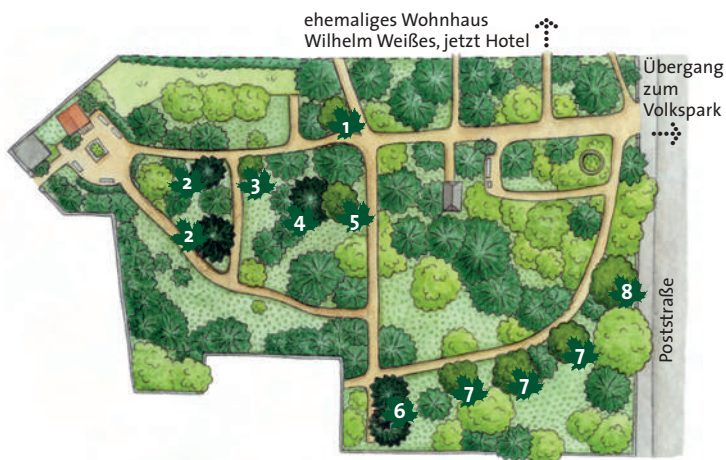 ehemaliges Wohnhaus
Wilhelm Weißes, jetzt Hotel
Übergang
zum
Volkspark
1
2
3
4
5
2
8
Poststraße
7
7
7
6